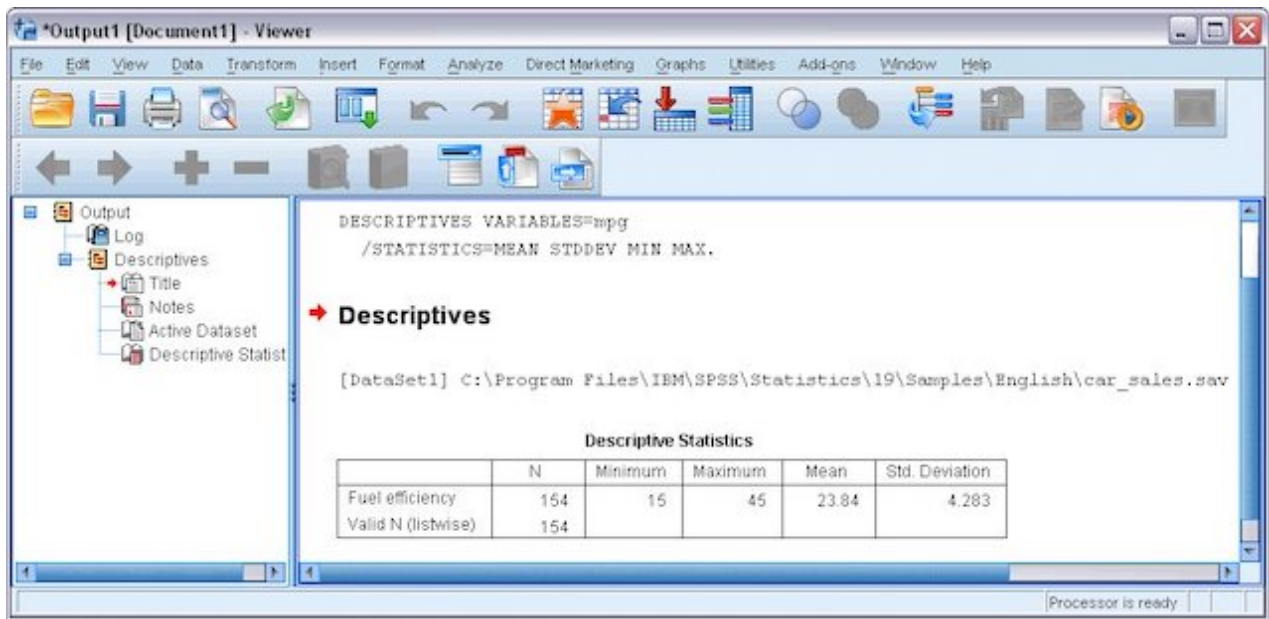 *Output1 [Document1] - Viewer
File Edit View Data Transform Insert Format Analyze Direct Marketing Graphs Utilities Add-ons Window Help
Output
Log
Descriptives
Title
Notes
Active Dataset
Descriptive Statist
DESCRIPTIVES VARIABLES=mpg
/STATISTICS=MEAN STDDEV MIN MAX.
Descriptives
[DataSet1] C:\Program Files\IBM\SPSS\Statistics\19\Samples\English\car_sales.sav
Descriptive Statistics
N Minimum Maximum Mean Std. Deviation
Fuel efficiency 154 15 45 23.84 4.283
Valid N (listwise) 154
Processor is ready